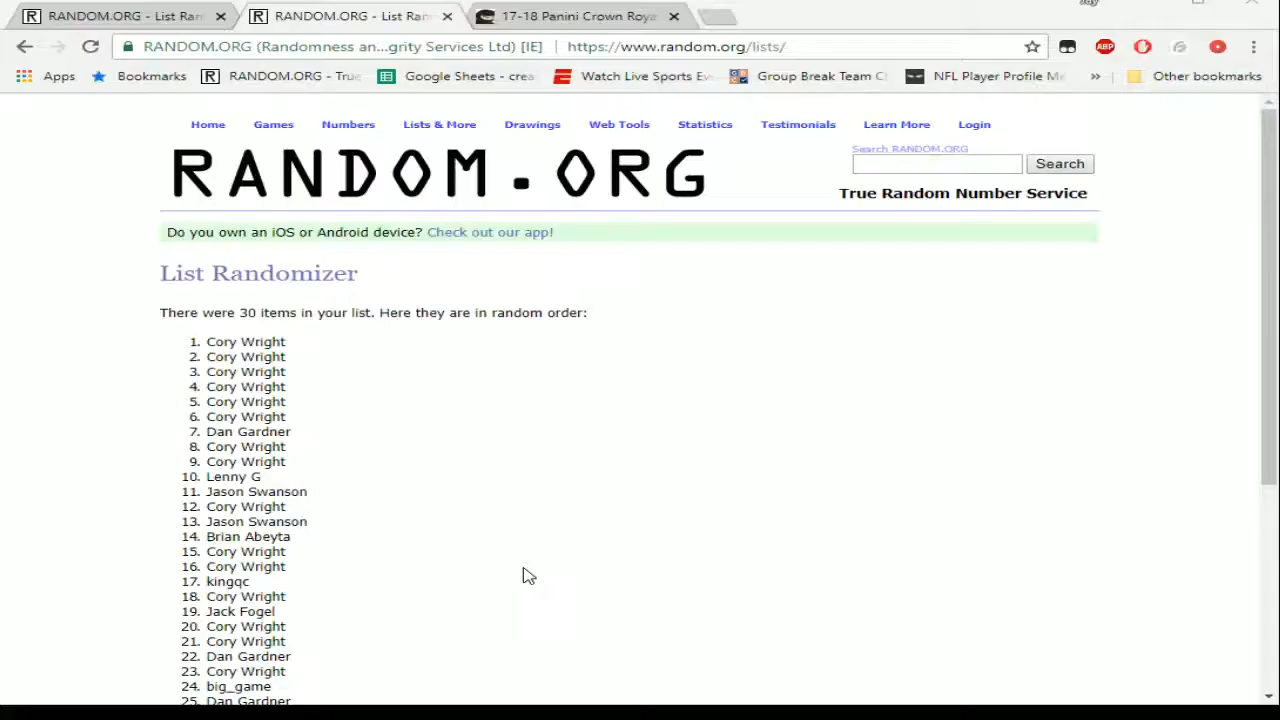 RANDOM.ORG - List Ran
RANDOM.ORG - List Ran
17-18 Panini Crown Roya
RANDOM.ORG (Randomness an...grity Services Ltd) [IE]
https://www.random.org/lists/
ABP
Apps
Bookmarks
RANDOM.ORG - True
Google Sheets - crea
Watch Live Sports Ev
Group Break Team C
NFL Player Profile M
Other bookmarks
Home Games Numbers Lists & More Drawings Web Tools Statistics Testimonials Learn More Login
RANDOM.ORG
Search RANDOM.ORG
Search
True Random Number Service
Do you own an iOS or Android device? Check out our app!
List Randomizer
There were 30 items in your list. Here they are in random order:
1. Cory Wright
2. Cory Wright
3. Cory Wright
4. Cory Wright
5. Cory Wright
6. Cory Wright
7. Dan Gardner
8. Cory Wright
9. Cory Wright
10. Lenny G
11. Jason Swanson
12. Cory Wright
13. Jason Swanson
14. Brian Abeyta
15. Cory Wright
16. Cory Wright
17. kingqc
18. Cory Wright
19. Jack Fogel
20. Cory Wright
21. Cory Wright
22. Dan Gardner
23. Cory Wright
24. big_game
25. Dan Gardner